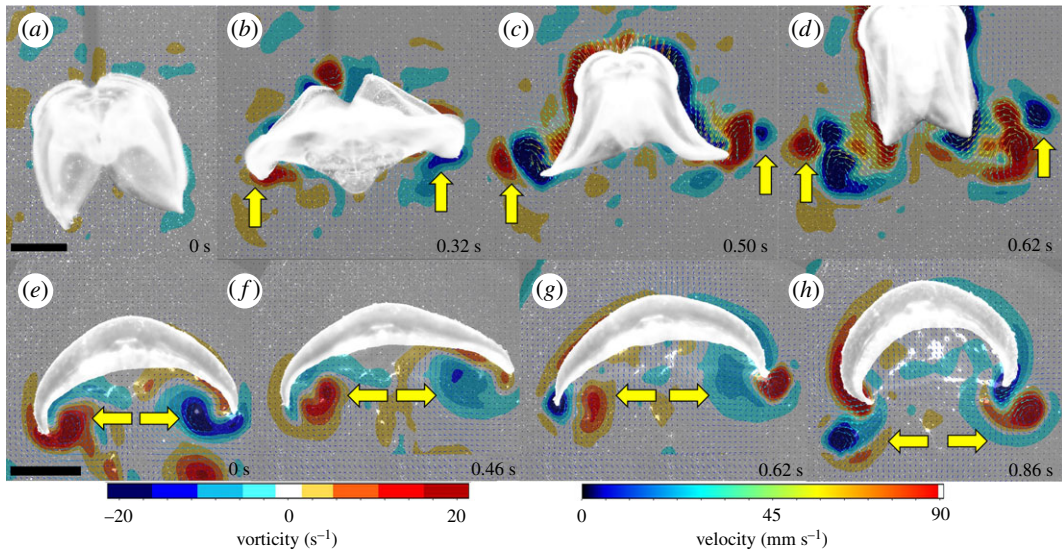 (a) (b) (c) (d)
0 s 0.32 s 0.50 s 0.62 s
(e) (f) (g) (h)
0 s 0.46 s 0.62 s 0.86 s
–20 0 20 0 45 90
vorticity (s⁻¹) velocity (mm s⁻¹)